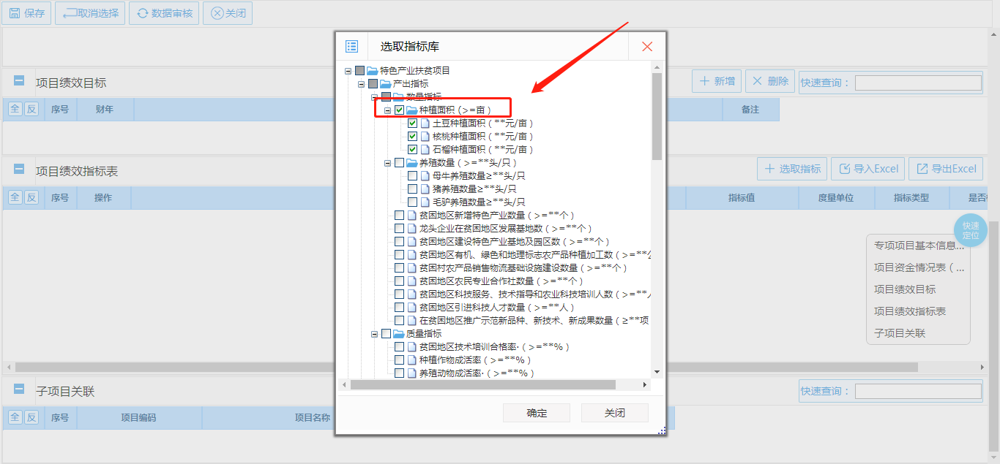 保存 取消选择 数据审核 关闭
项目绩效目标 新增 删除 快速查询：
全 反 序号 财年 备注
项目绩效指标表 选取指标 导入Excel 导出Excel
全 反 序号 操作 指标值 度量单位 指标类型
快速
定位
专项项目基本信息...
项目资金情况表（...
项目绩效目标
项目绩效指标表
子项目关联
子项目关联 快速查询：
全 反 序号 项目编码 项目名称
选取指标库
特色产业扶贫项目
产出指标
数量指标
种植面积（>=亩）
土豆种植面积（**元/亩）
核桃种植面积（**元/亩）
石榴种植面积（**元/亩）
养殖数量（>=**头/只）
母牛养殖数量≥**头/只
猪养殖数量≥**头/只
毛驴养殖数量≥**头/只
贫困地区新增特色产业数量（>=**个）
龙头企业在贫困地区发展基地数（>=**个）
贫困地区建设特色产业基地及园区数（>=**个）
贫困地区有机、绿色和地理标志农产品种植加工数（>=**
贫困村农产品销售物流基础设施建设数量（>=**个）
贫困地区农民专业合作社数量（>=**个）
贫困地区科技服务、技术指导和农业科技培训人数（>=**
贫困地区引进科技人才数量（>=**人）
在贫困地区推广示范新品种、新技术、新成果数量（≥**项
质量指标
贫困地区技术培训合格率·（>=**%）
种植作物成活率（>=**%）
养殖动物成活率·（>=**%）
确定 关闭